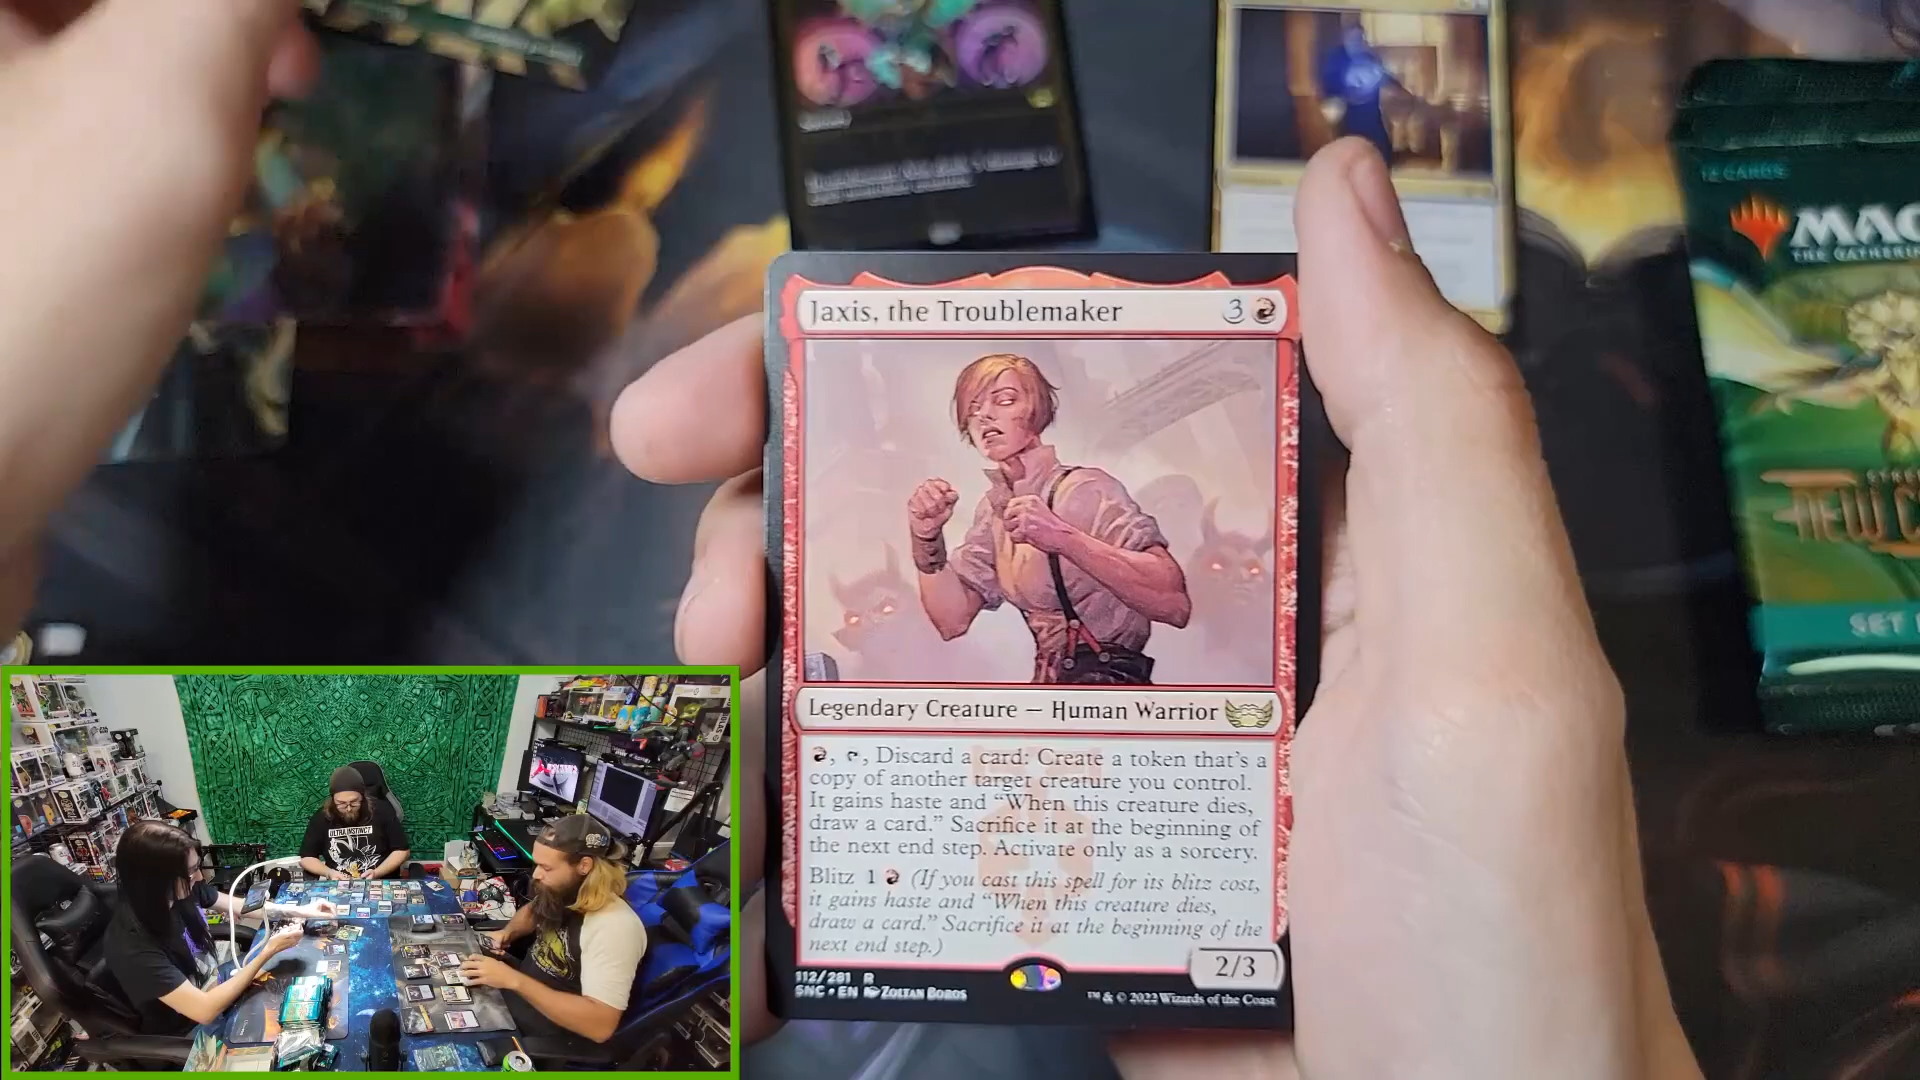 12 CARDS
MAG
THE GATHERIN
STREE
NEW C
SET
Jaxis, the Troublemaker 3
Legendary Creature — Human Warrior
, , Discard a card: Create a token that's a
copy of another target creature you control.
It gains haste and “When this creature dies,
draw a card.” Sacrifice it at the beginning of
the next end step. Activate only as a sorcery.
Blitz 1 (If you cast this spell for its blitz cost,
it gains haste and “When this creature dies,
draw a card.” Sacrifice it at the beginning of the
next end step.)
2/3
112/281 R
SNC • EN Zoltan Boros
™ & © 2022 Wizards of the Coast
ULTRA INSTINCT